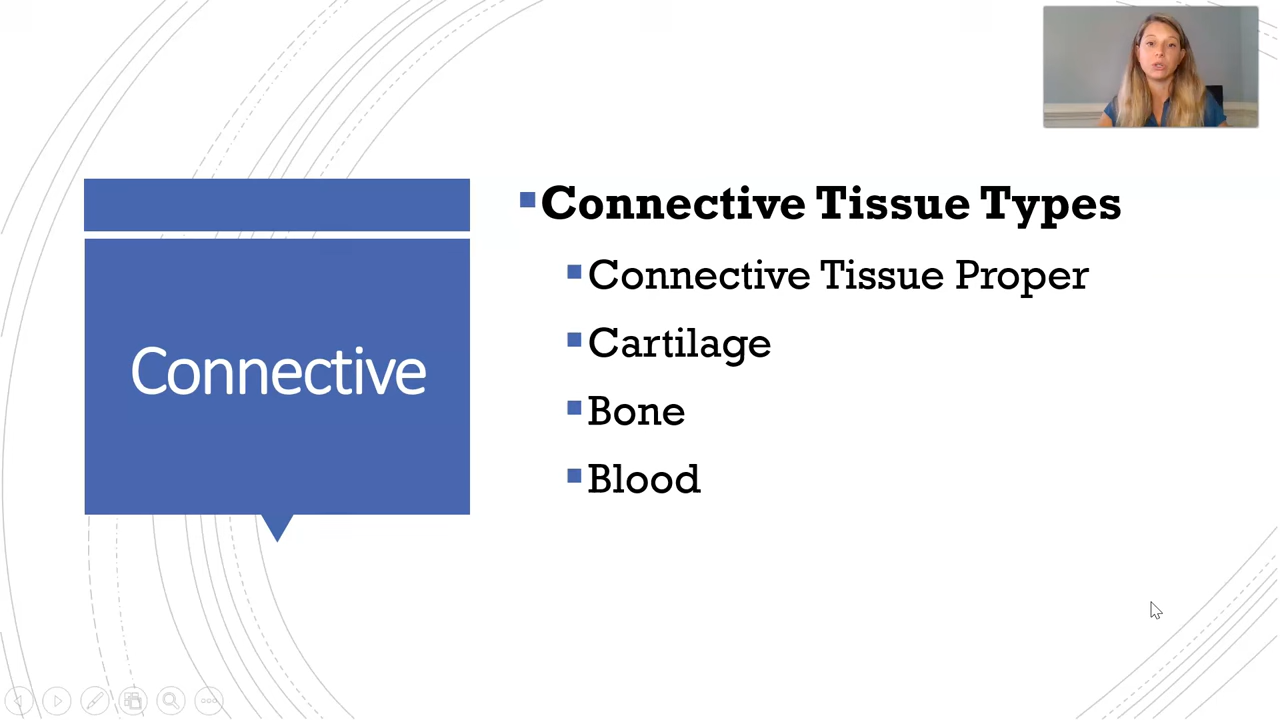 Connective
Connective Tissue Types
Connective Tissue Proper
Cartilage
Bone
Blood